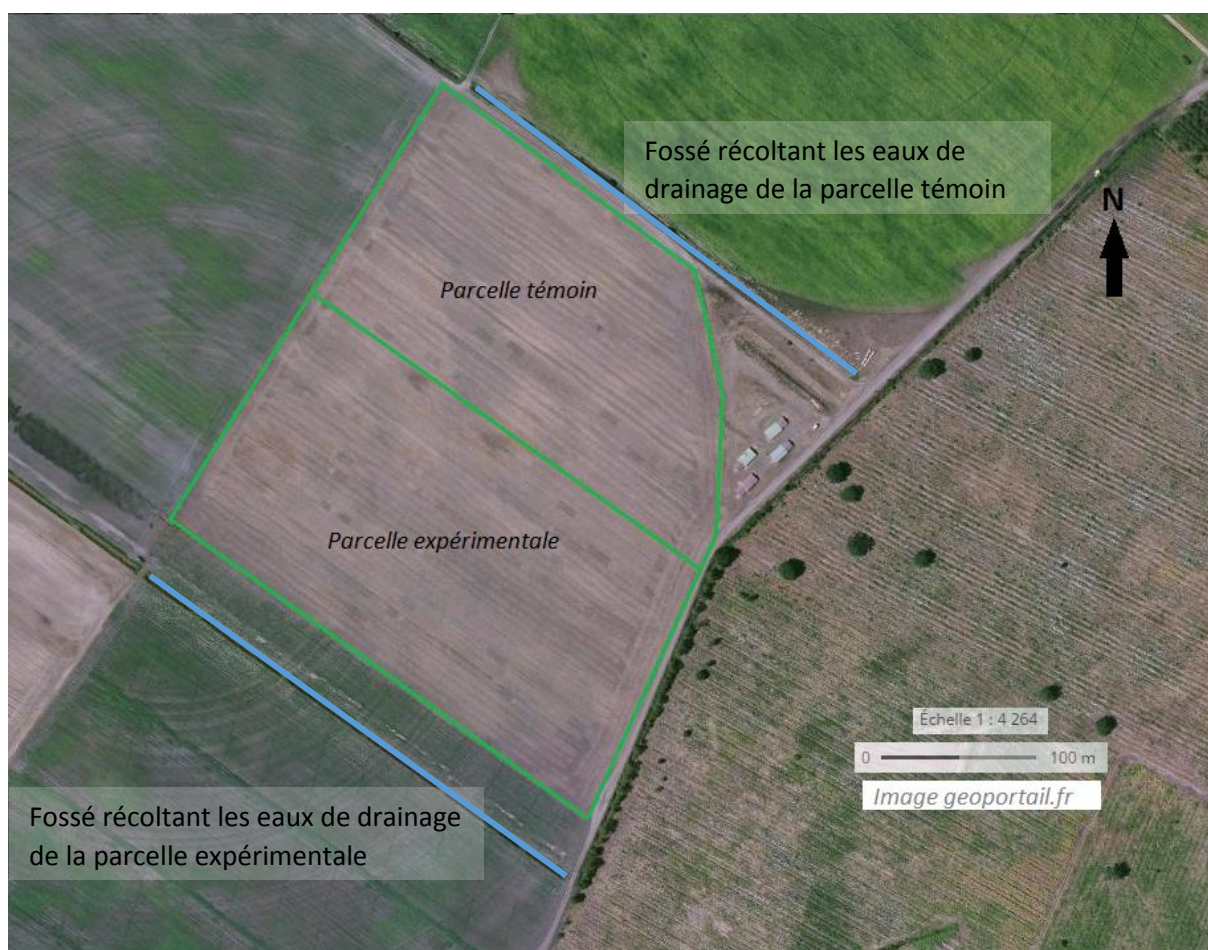 Fossé récoltant les eaux de
drainage de la parcelle témoin
N
Parcelle témoin
Parcelle expérimentale
Échelle 1 : 4 264
0 100 m
Image geoportail.fr
Fossé récoltant les eaux de drainage
de la parcelle expérimentale